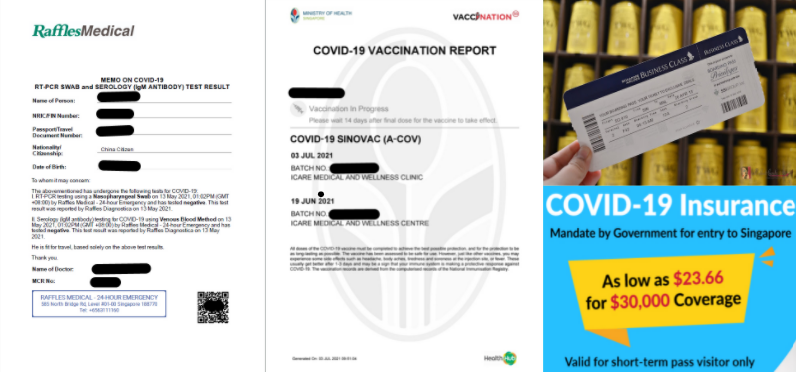 RafflesMedical
MEMO ON COVID-19
RT-PCR SWAB and SEROLOGY (IgM ANTIBODY) TEST RESULT
Name of Person:
NRIC/FIN Number:
Passport/Travel
Document Number:
Nationality/
Citizenship:
China Citizen
Date of Birth:
To whom it may concern:
The abovementioned has undergone the following tests for COVID-19:
I. RT-PCR testing using a Nasopharyngeal Swab on 13 May 2021, 01:02PM (GMT
+08:00) by Raffles Medical - 24-hour Emergency and has tested negative. This test
result was reported by Raffles Diagnostica on 13 May 2021.
II. Serology (IgM antibody) testing for COVID-19 using Venous Blood Method on 13
May 2021, 01:02PM (GMT +08:00) by Raffles Medical - 24-hour Emergency and has
tested negative. This test result was reported by Raffles Diagnostica on 13 May
2021.
He is fit for travel, based solely on the above test results.
Thank you.
Name of Doctor:
MCR No:
RAFFLES MEDICAL - 24-HOUR EMERGENCY
585 North Bridge Rd, Level #01-00 Singapore 188770
Tel: +6563111160
MINISTRY OF HEALTH
SINGAPORE
VACCINATION
COVID-19 VACCINATION REPORT
Vaccination In Progress
Please wait 14 days after final dose for the vaccine to take effect.
COVID-19 SINOVAC (A-COV)
03 JUL 2021
BATCH NO.
ICARE MEDICAL AND WELLNESS CLINIC
19 JUN 2021
BATCH NO.
ICARE MEDICAL AND WELLNESS CENTRE
All doses of the COVID-19 vaccine must be completed to achieve the best possible protection, and for the protection to be
as long-lasting as possible. The vaccine has been assessed to be safe for use. However, just like other vaccines, you may
experience some side effects such as headache, body aches, tiredness and soreness at the injection site, or fever. These
usually get better after 1-3 days and may be a sign that your immune system is making a protective response against
COVID-19. The vaccination records are derived from the computerised records of the National Immunisation Registry.
HealthHub
TWG
BUSINESS CLASS
BUSINESS CLASS
COVID-19 Insurance
Mandate by Government for entry to Singapore
As low as $23.66
for $30,000 Coverage
Valid for short-term pass visitor only